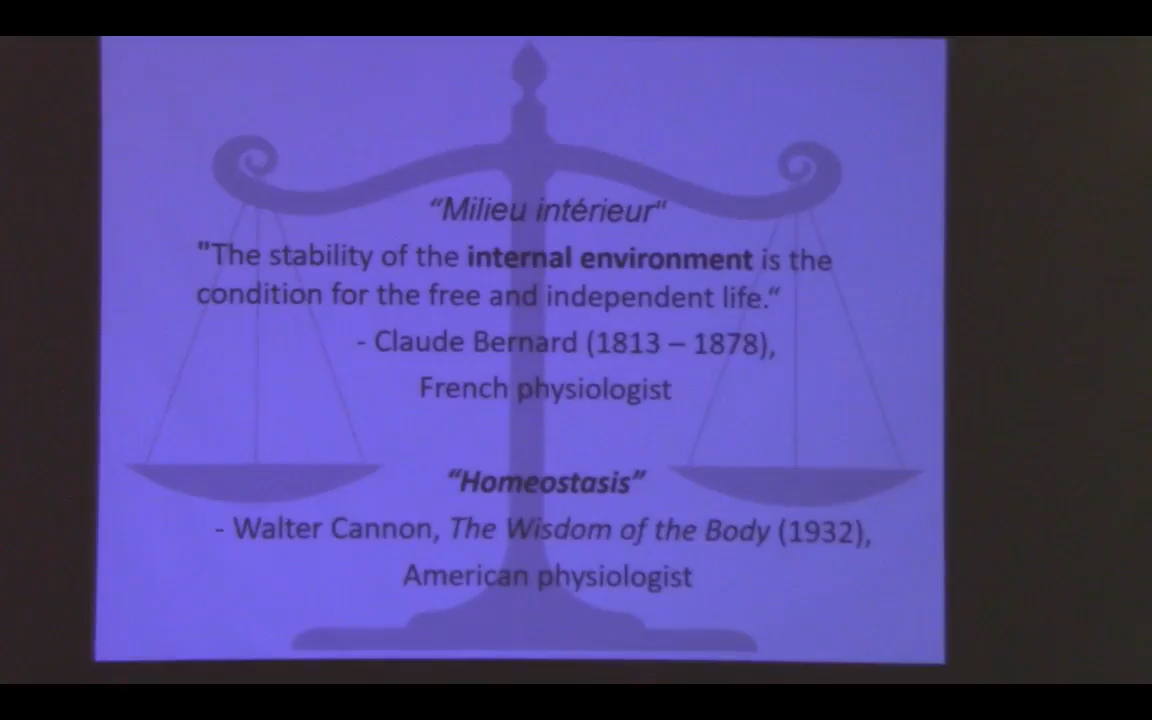 “Milieu intérieur“
"The stability of the internal environment is the
condition for the free and independent life.“
- Claude Bernard (1813 – 1878),
French physiologist
“Homeostasis”
- Walter Cannon, The Wisdom of the Body (1932),
American physiologist